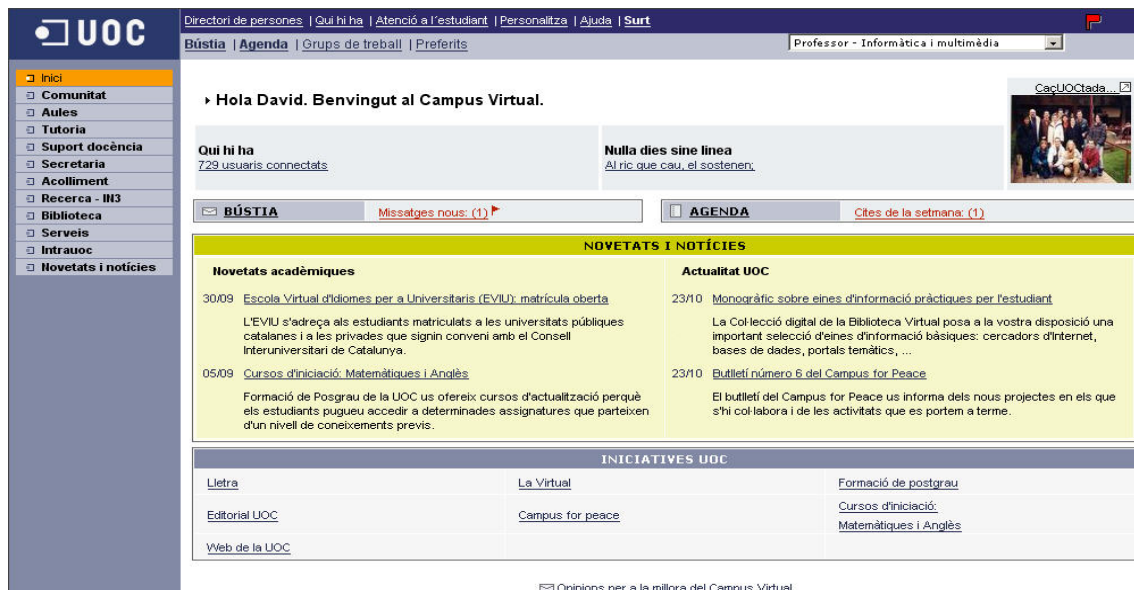 UOC
Directori de persones | Qui hi ha | Atenció a l'estudiant | Personalitza | Ajuda | Surt
Bústia | Agenda | Grups de treball | Preferits
Professor - Informàtica i multimèdia
Inici
Comunitat
Aules
Tutoria
Suport docència
Secretaria
Acolliment
Recerca - IN3
Biblioteca
Serveis
Intrauoc
Novetats i notícies
Hola David. Benvingut al Campus Virtual.
CaçUOCtada...
Qui hi ha
729 usuaris connectats
Nulla dies sine linea
Al ric que cau, el sostenen;
BÚSTIA
Missatges nous: (1)
AGENDA
Cites de la setmana: (1)
NOVETATS I NOTÍCIES
Novetats acadèmiques
30/09 Escola Virtual d'Idiomes per a Universitaris (EVIU): matrícula oberta
L'EVIU s'adreça als estudiants matriculats a les universitats públiques
catalanes i a les privades que signin conveni amb el Consell
Interuniversitari de Catalunya.
05/09 Cursos d'iniciació: Matemàtiques i Anglès
Formació de Posgrau de la UOC us ofereix cursos d'actualització perquè
els estudiants pugueu accedir a determinades assignatures que parteixen
d'un nivell de coneixements previs.
Actualitat UOC
23/10 Monogràfic sobre eines d'informació pràctiques per l'estudiant
La Col·lecció digital de la Biblioteca Virtual posa a la vostra disposició una
important selecció d'eines d'informació bàsiques: cercadors d'Internet,
bases de dades, portals temàtics, ...
23/10 Butlletí número 6 del Campus for Peace
El butlletí del Campus for Peace us informa dels nous projectes en els que
s'hi col·labora i de les activitats que es portem a terme.
INICIATIVES UOC
Lletra
La Virtual
Formació de postgrau
Editorial UOC
Campus for peace
Cursos d'iniciació:
Matemàtiques i Anglès
Web de la UOC
Opinions per a la millora del Campus Virtual